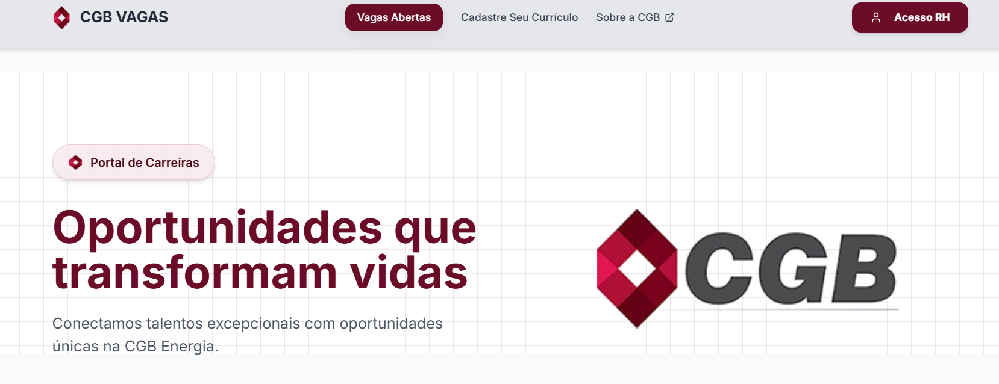 CGB VAGAS
Vagas Abertas
Cadastre Seu Currículo
Sobre a CGB
Acesso RH
Portal de Carreiras
Oportunidades que
transformam vidas
Conectamos talentos excepcionais com oportunidades
únicas na CGB Energia.
CGB